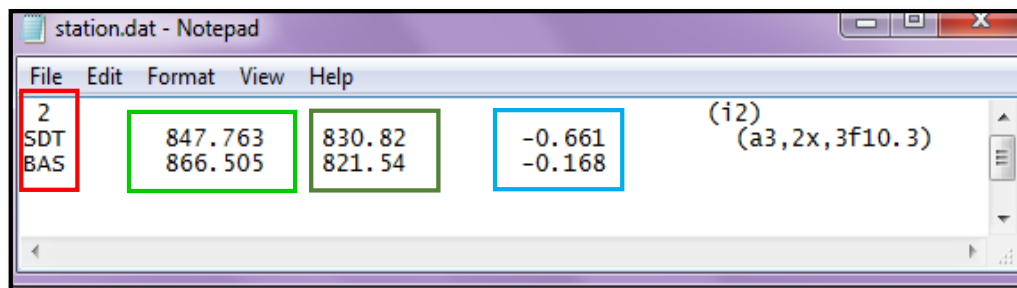 station.dat - Notepad
File Edit Format View Help
2 (i2)
SDT 847.763 830.82 -0.661 (a3,2x,3f10.3)
BAS 866.505 821.54 -0.168